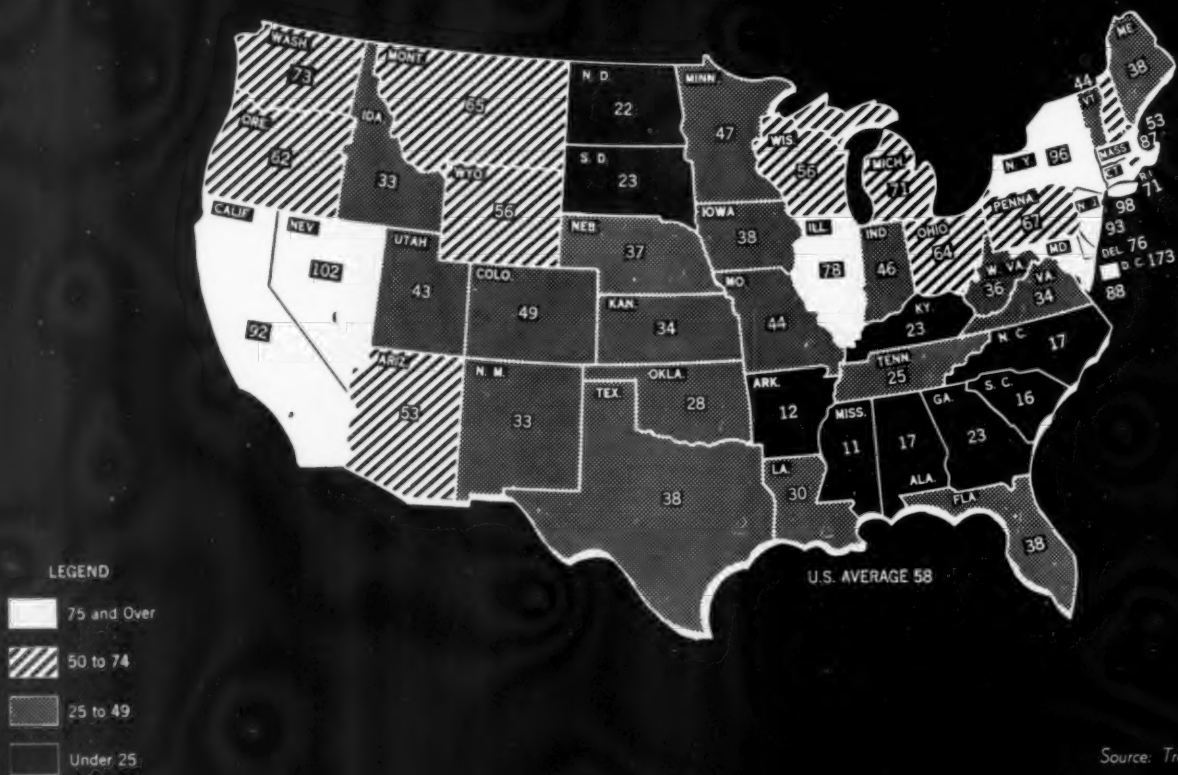 WASH.
73
MONT.
65
N. D.
22
MINN.
47
ME.
38
44
VT.
53
87
ORE.
62
IDA.
33
WYO.
56
S. D.
23
WIS.
56
MICH.
71
N. Y. 96
MASS.
CT.
R.I.
71
CALIF.
92
NEV.
102
UTAH
43
COLO.
49
NEB.
37
IOWA
38
ILL.
78
IND.
46
OHIO
64
PENNA.
67
N. J. 98
93
DEL. 76
MD.
D. C. 173
88
W. VA.
36
VA.
34
KAN.
34
MO.
44
KY.
23
ARIZ.
53
N. M.
33
TEX.
38
OKLA.
28
ARK.
12
TENN.
25
N. C.
17
S. C.
16
MISS.
11
17
ALA.
GA.
23
LA.
30
FLA.
38
U.S. AVERAGE 58
LEGEND
75 and Over
50 to 74
25 to 49
Under 25
Source: